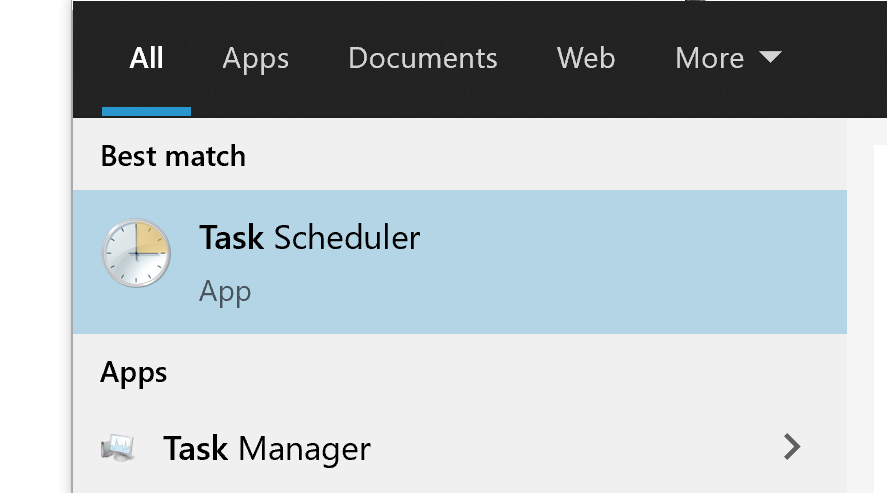 All Apps Documents Web More
Best match
Task Scheduler
App
Apps
Task Manager